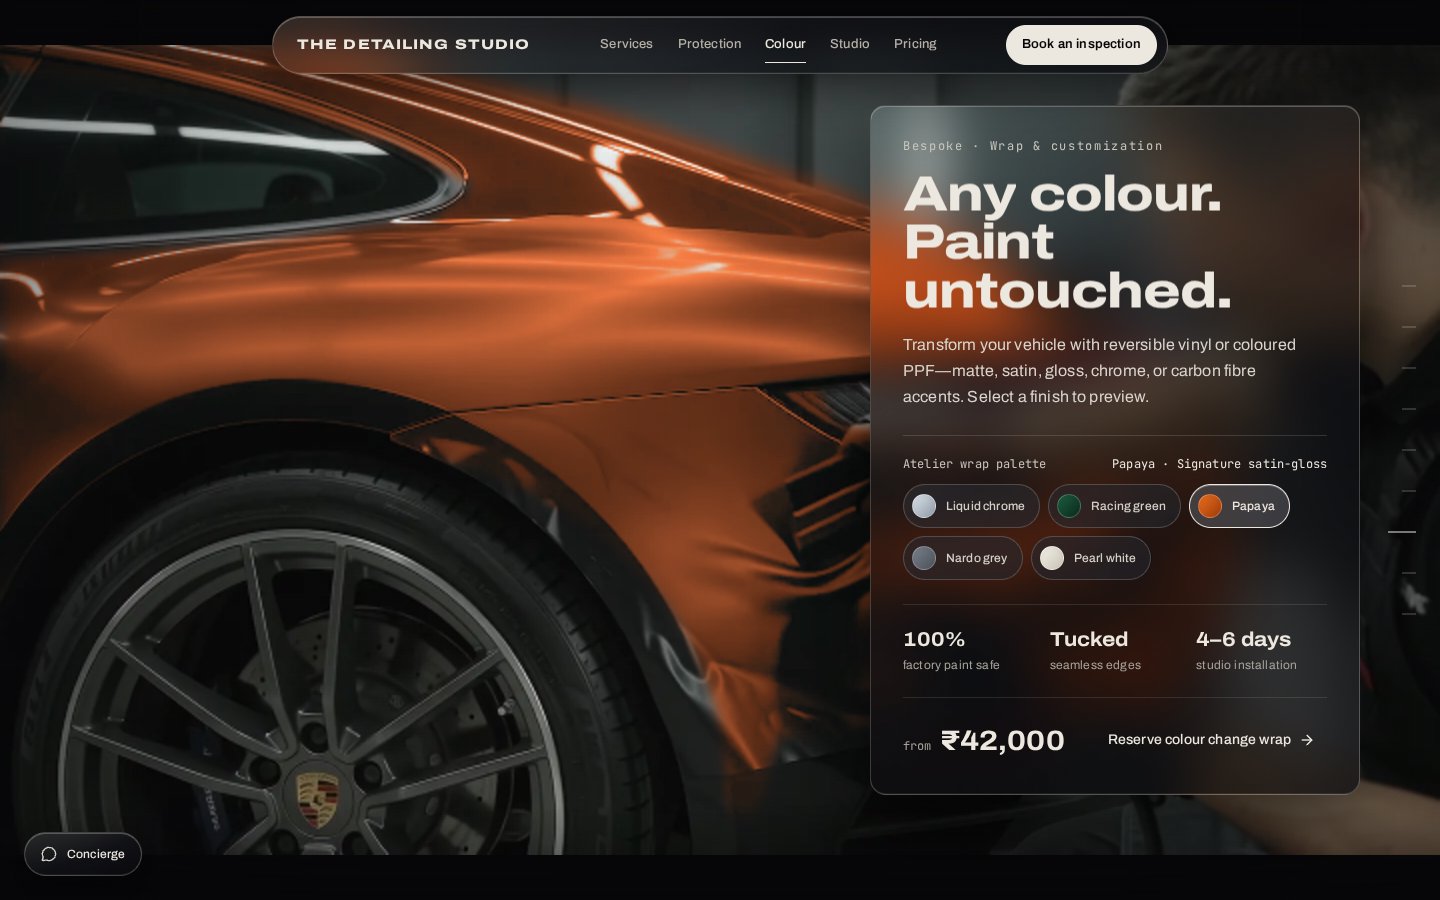 THE DETAILING STUDIO
Services
Protection
Colour
Studio
Pricing
Book an inspection
Bespoke · Wrap & customization
Any colour.
Paint
untouched.
Transform your vehicle with reversible vinyl or coloured
PPF—matte, satin, gloss, chrome, or carbon fibre
accents. Select a finish to preview.
Atelier wrap palette
Papaya · Signature satin-gloss
Liquid chrome
Racing green
Papaya
Nardo grey
Pearl white
100%
factory paint safe
Tucked
seamless edges
4–6 days
studio installation
from ₹42,000
Reserve colour change wrap →
Concierge